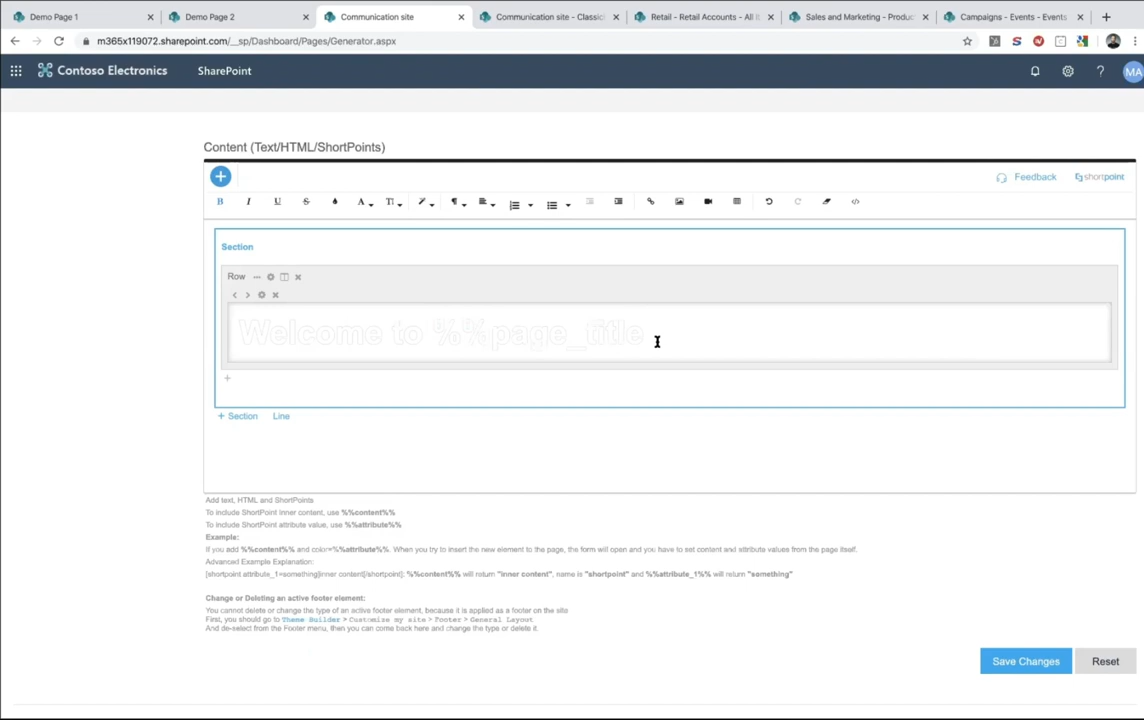 Demo Page 1
Demo Page 2
Communication site
Communication site - Classic
Retail - Retail Accounts - All It
Sales and Marketing - Produc
Campaigns - Events - Events
m365x119072.sharepoint.com/__sp/Dashboard/Pages/Generator.aspx
Contoso Electronics
SharePoint
MA
Content (Text/HTML/ShortPoints)
Feedback
shortpoint
Section
Row
Welcome to %%page_title
+ Section
Line
Add text, HTML and ShortPoints
To include ShortPoint inner content, use %%content%%
To include ShortPoint attribute value, use %%attribute%%
Example:
If you add %%content%% and color=%%attribute%%. When you try to insert the new element to the page, the form will open and you have to set content and attribute values from the page itself.
Advanced Example Explanation:
[shortpoint attribute_1=something]inner content[/shortpoint]: %%content%% will return "inner content", name is "shortpoint" and %%attribute_1%% will return "something"
Change or Deleting an active footer element:
You cannot delete or change the type of an active footer element, because it is applied as a footer on the site
First, you should go to Theme Builder > Customize my site > Footer > General Layout
And de-select from the Footer menu, then you can come back here and change the type or delete it.
Save Changes
Reset